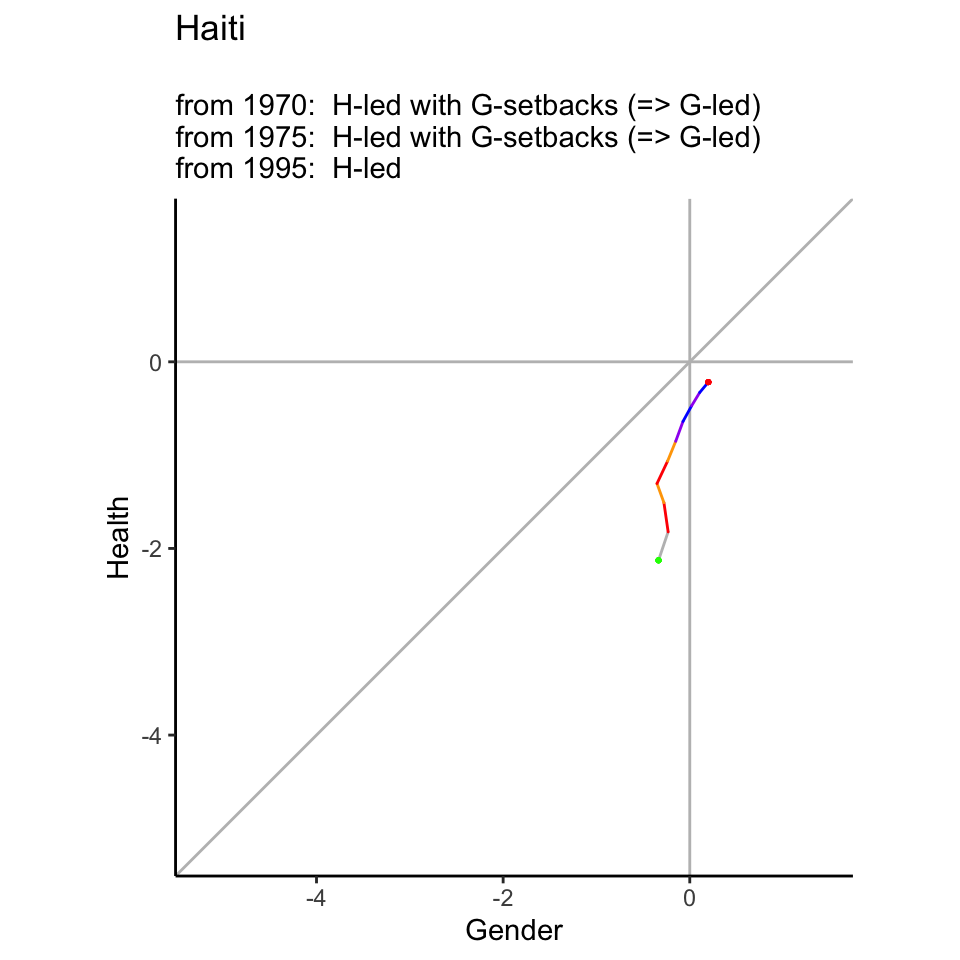 Haiti
from 1970:  H-led with G-setbacks (=> G-led)
from 1975:  H-led with G-setbacks (=> G-led)
from 1995:  H-led
0
-2
-4
Health
-4
-2
0
Gender